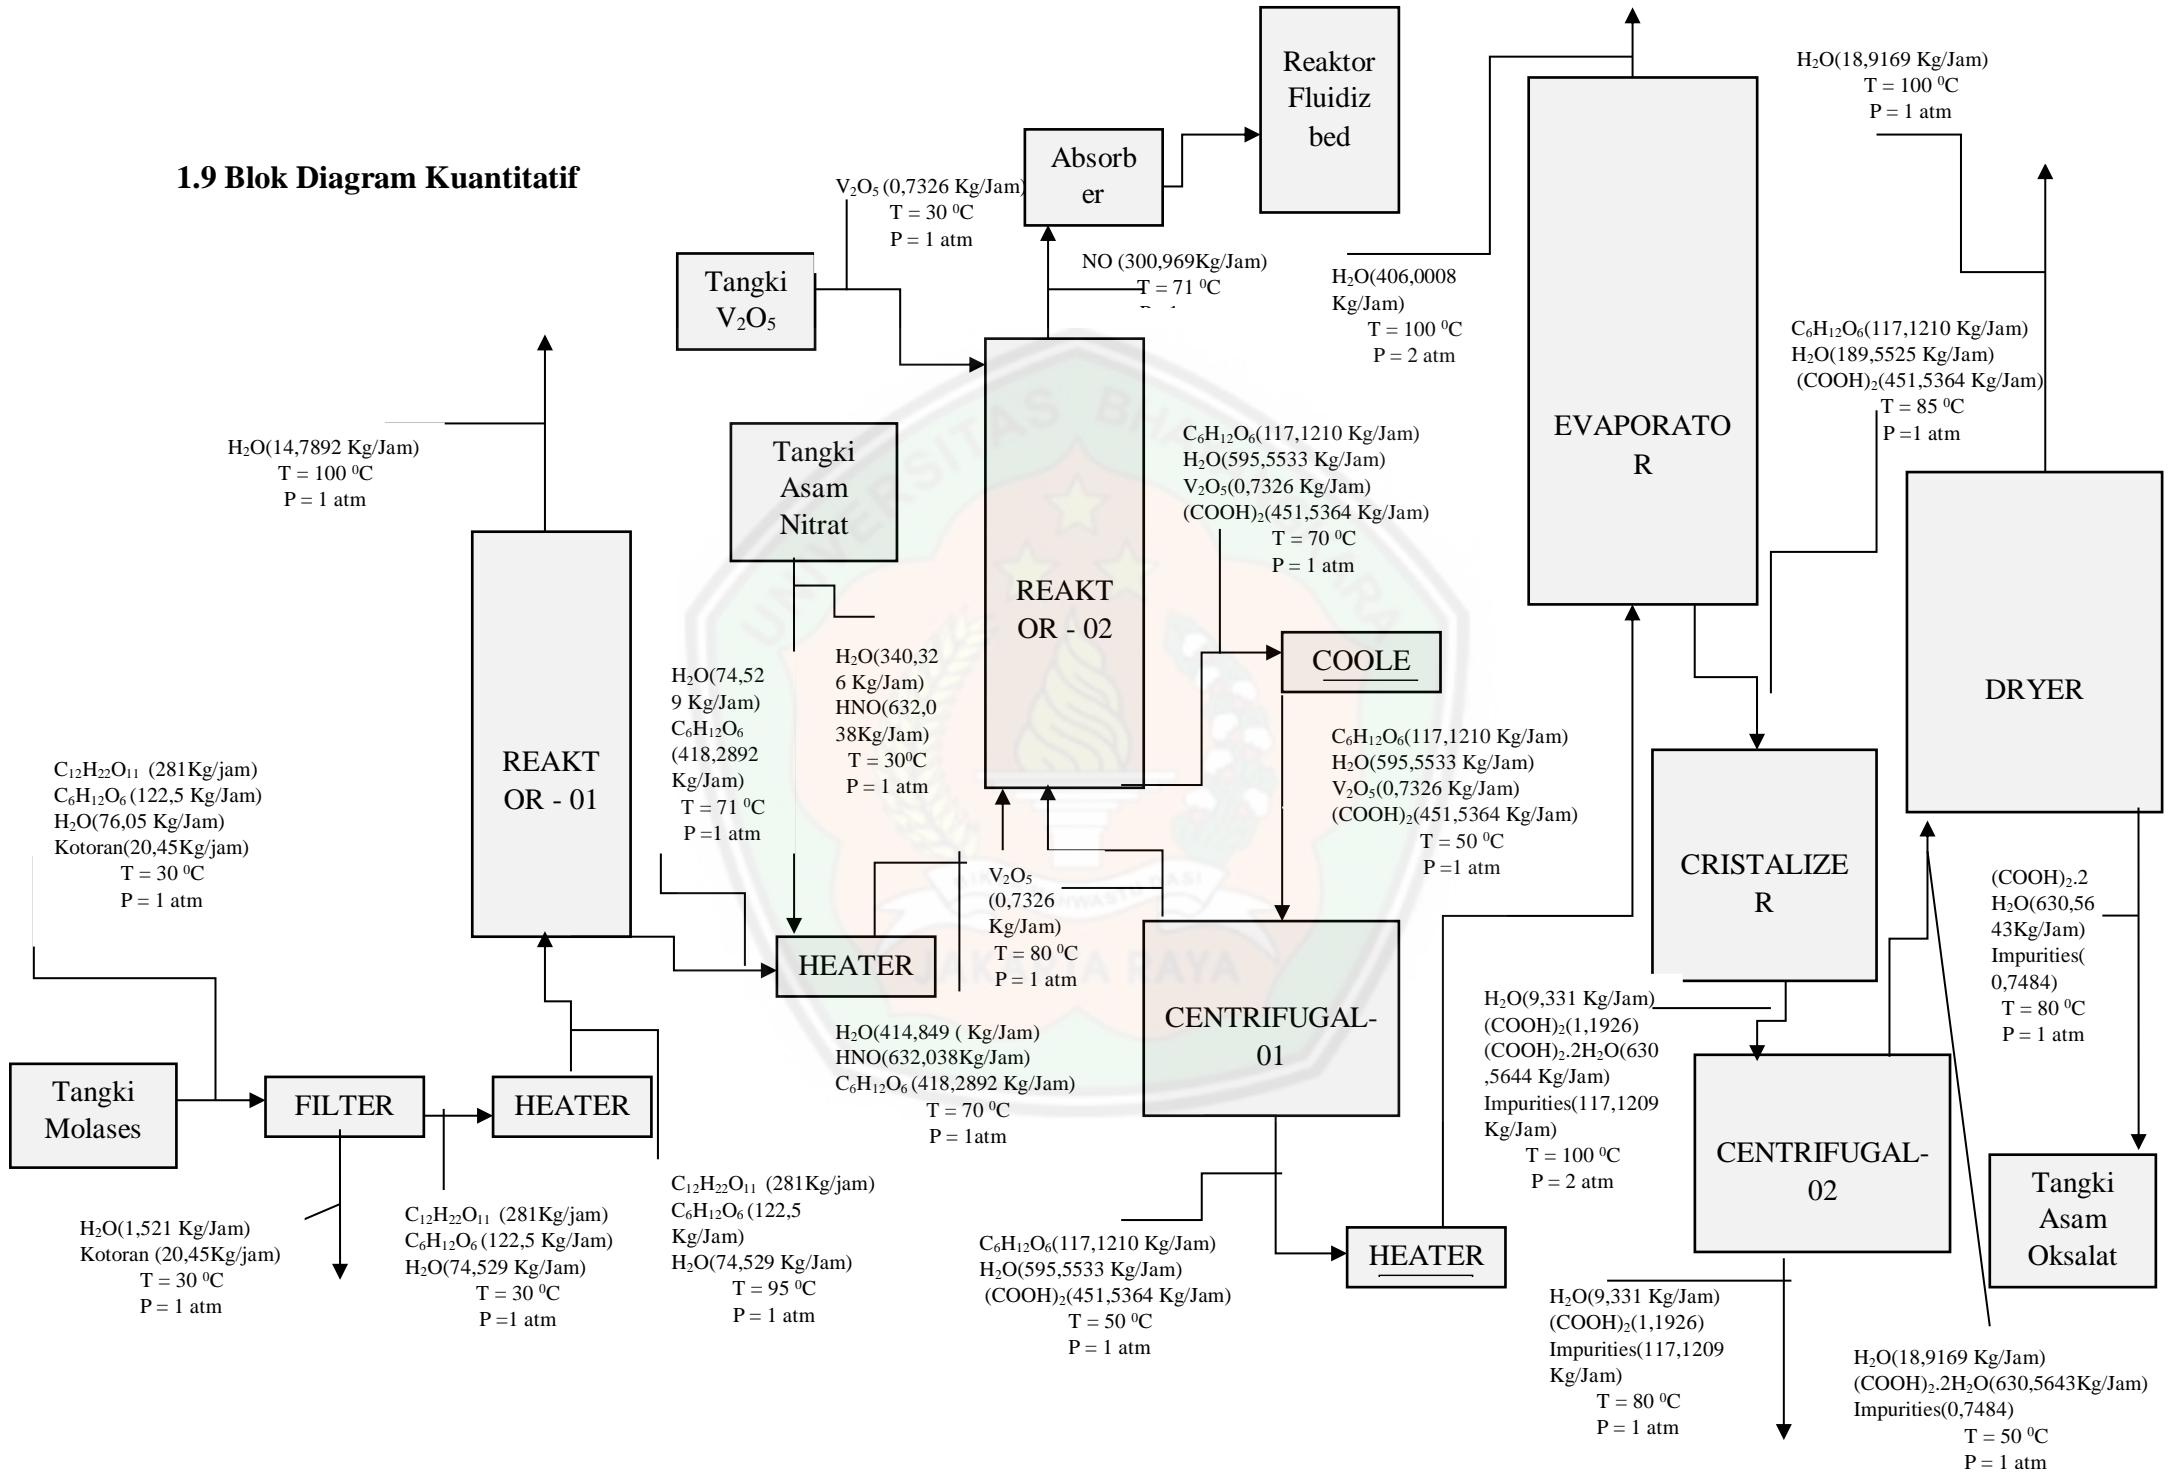 1.9 Blok Diagram Kuantitatif
Tangki
Molases
C₁₂H₂₂O₁₁ (281Kg/jam)
C₆H₁₂O₆ (122,5 Kg/Jam)
H₂O(76,05 Kg/Jam)
Kotoran(20,45Kg/jam)
T = 30 ⁰C
P = 1 atm
FILTER
H₂O(1,521 Kg/Jam)
Kotoran (20,45Kg/jam)
T = 30 ⁰C
P = 1 atm
C₁₂H₂₂O₁₁ (281Kg/jam)
C₆H₁₂O₆ (122,5 Kg/Jam)
H₂O(74,529 Kg/Jam)
T = 30 ⁰C
P =1 atm
HEATER
C₁₂H₂₂O₁₁ (281Kg/jam)
C₆H₁₂O₆ (122,5
Kg/Jam)
H₂O(74,529 Kg/Jam)
T = 95 ⁰C
P = 1 atm
REAKT
OR - 01
H₂O(14,7892 Kg/Jam)
T = 100 ⁰C
P = 1 atm
H₂O(74,52
9 Kg/Jam)
C₆H₁₂O₆
(418,2892
Kg/Jam)
T = 71 ⁰C
P =1 atm
Tangki
Asam
Nitrat
H₂O(340,32
6 Kg/Jam)
HNO(632,0
38Kg/Jam)
T = 30⁰C
P = 1 atm
HEATER
H₂O(414,849 ( Kg/Jam)
HNO(632,038Kg/Jam)
C₆H₁₂O₆ (418,2892 Kg/Jam)
T = 70 ⁰C
P = 1atm
Tangki
V₂O₅
V₂O₅ (0,7326 Kg/Jam)
T = 30 ⁰C
P = 1 atm
REAKT
OR - 02
NO (300,969Kg/Jam)
T = 71 ⁰C
Absorb
er
Reaktor
Fluidiz
bed
C₆H₁₂O₆(117,1210 Kg/Jam)
H₂O(595,5533 Kg/Jam)
V₂O₅(0,7326 Kg/Jam)
(COOH)₂(451,5364 Kg/Jam)
T = 70 ⁰C
P = 1 atm
COOLE
C₆H₁₂O₆(117,1210 Kg/Jam)
H₂O(595,5533 Kg/Jam)
V₂O₅(0,7326 Kg/Jam)
(COOH)₂(451,5364 Kg/Jam)
T = 50 ⁰C
P =1 atm
V₂O₅
(0,7326
Kg/Jam)
T = 80 ⁰C
P = 1 atm
CENTRIFUGAL-
01
C₆H₁₂O₆(117,1210 Kg/Jam)
H₂O(595,5533 Kg/Jam)
(COOH)₂(451,5364 Kg/Jam)
T = 50 ⁰C
P = 1 atm
HEATER
EVAPORATO
R
H₂O(406,0008
Kg/Jam)
T = 100 ⁰C
P = 2 atm
C₆H₁₂O₆(117,1210 Kg/Jam)
H₂O(189,5525 Kg/Jam)
(COOH)₂(451,5364 Kg/Jam)
T = 85 ⁰C
P =1 atm
CRISTALIZE
R
H₂O(9,331 Kg/Jam)
(COOH)₂(1,1926)
(COOH)₂.2H₂O(630
,5644 Kg/Jam)
Impurities(117,1209
Kg/Jam)
T = 100 ⁰C
P = 2 atm
CENTRIFUGAL-
02
H₂O(9,331 Kg/Jam)
(COOH)₂(1,1926)
Impurities(117,1209
Kg/Jam)
T = 80 ⁰C
P = 1 atm
H₂O(18,9169 Kg/Jam)
(COOH)₂.2H₂O(630,5643Kg/Jam)
Impurities(0,7484)
T = 50 ⁰C
P = 1 atm
DRYER
H₂O(18,9169 Kg/Jam)
T = 100 ⁰C
P = 1 atm
(COOH)₂.2
H₂O(630,56
43Kg/Jam)
Impurities(
0,7484)
T = 80 ⁰C
P = 1 atm
Tangki
Asam
Oksalat
UNIVERSITAS BHAYANGKARA
JAKARTA RAYA